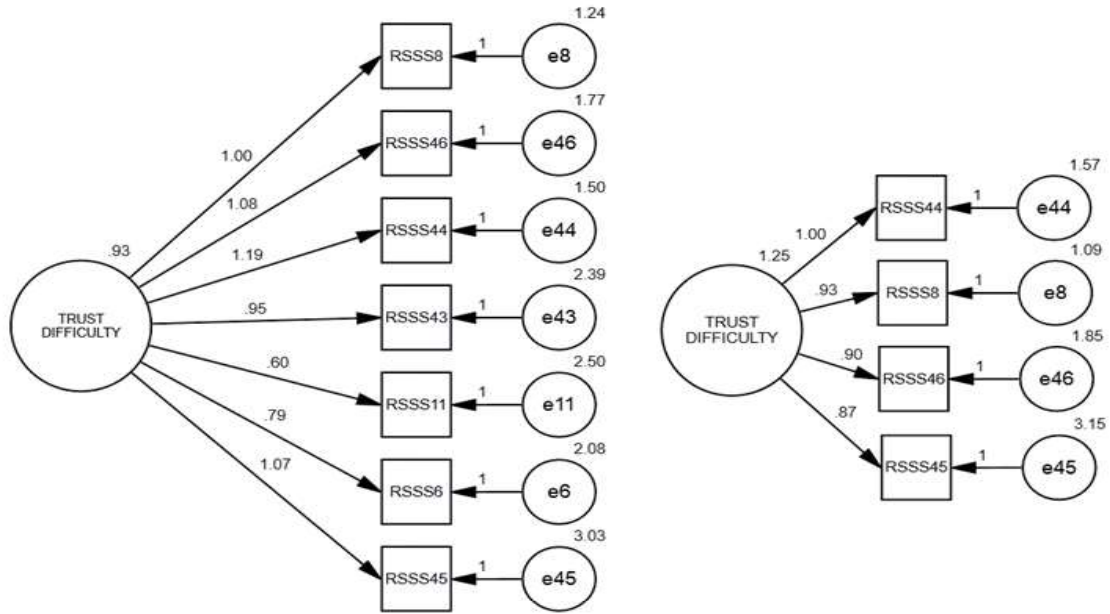 1.24
RSSS8
1
e8
1.77
1.00
RSSS46
1
e46
1.50
1.08
RSSS44
1
e44
.93
1.19
2.39
TRUST
DIFFICULTY
.95
RSSS43
1
e43
2.50
.60
RSSS11
1
e11
.79
2.08
1.07
RSSS6
1
e6
3.03
RSSS45
1
e45
1.57
RSSS44
1
e44
1.25
1.00
1.09
.93
RSSS8
1
e8
TRUST
DIFFICULTY
1.85
.90
RSSS46
1
e46
.87
3.15
RSSS45
1
e45